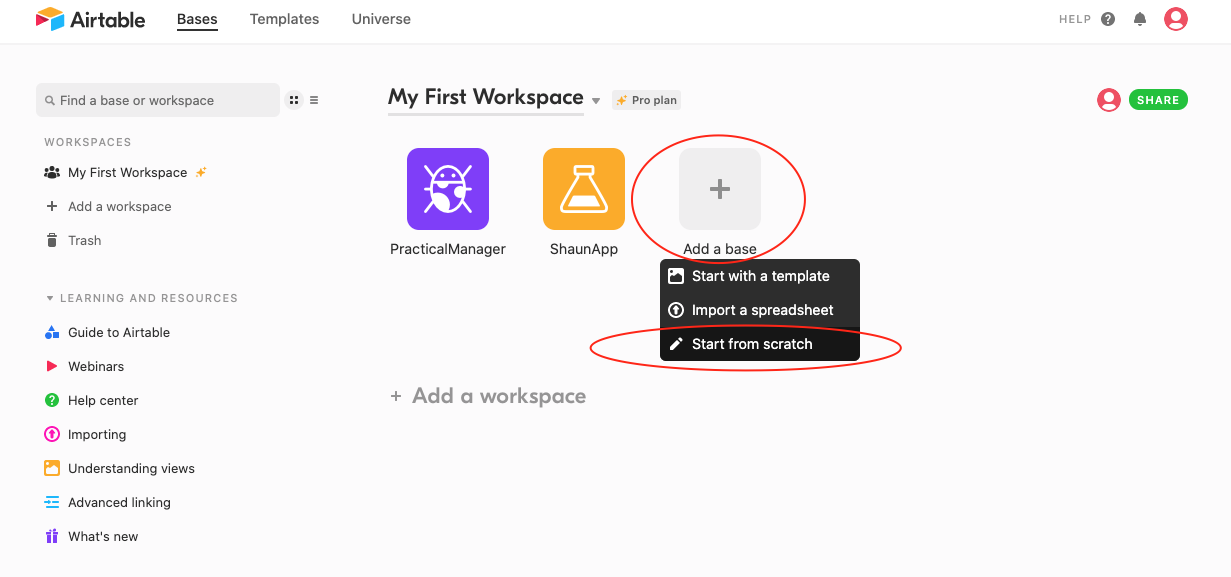 Airtable
Bases
Templates
Universe
HELP
Find a base or workspace
WORKSPACES
My First Workspace
Add a workspace
Trash
LEARNING AND RESOURCES
Guide to Airtable
Webinars
Help center
Importing
Understanding views
Advanced linking
What's new
My First Workspace
Pro plan
SHARE
PracticalManager
ShaunApp
Add a base
Start with a template
Import a spreadsheet
Start from scratch
+ Add a workspace